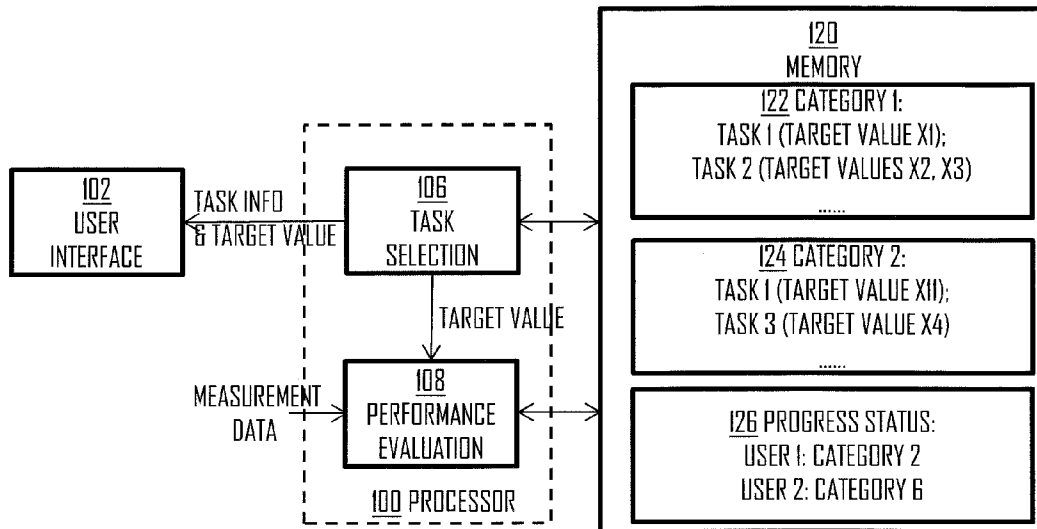 102
USER
INTERFACE
TASK INFO
& TARGET VALUE
106
TASK
SELECTION
TARGET VALUE
MEASUREMENT
DATA
108
PERFORMANCE
EVALUATION
100 PROCESSOR
120
MEMORY
122 CATEGORY 1:
TASK 1 (TARGET VALUE X1);
TASK 2 (TARGET VALUES X2, X3)
......
124 CATEGORY 2:
TASK 1 (TARGET VALUE X11);
TASK 3 (TARGET VALUE X4)
......
126 PROGRESS STATUS:
USER 1: CATEGORY 2
USER 2: CATEGORY 6